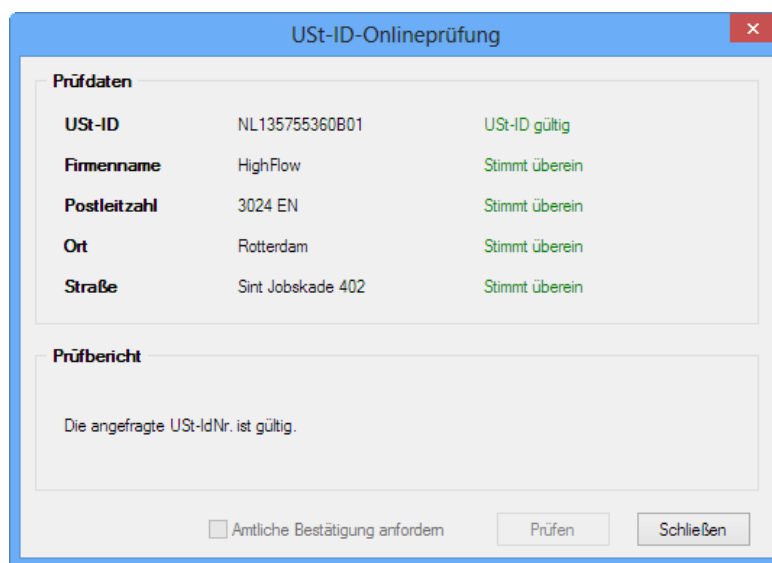 USt-ID-Onlineprüfung
Prüfdaten
USt-ID NL135755360B01 USt-ID gültig
Firmenname HighFlow Stimmt überein
Postleitzahl 3024 EN Stimmt überein
Ort Rotterdam Stimmt überein
Straße Sint Jobskade 402 Stimmt überein
Prüfbericht
Die angefragte USt-IdNr. ist gültig.
Amtliche Bestätigung anfordern Prüfen Schließen